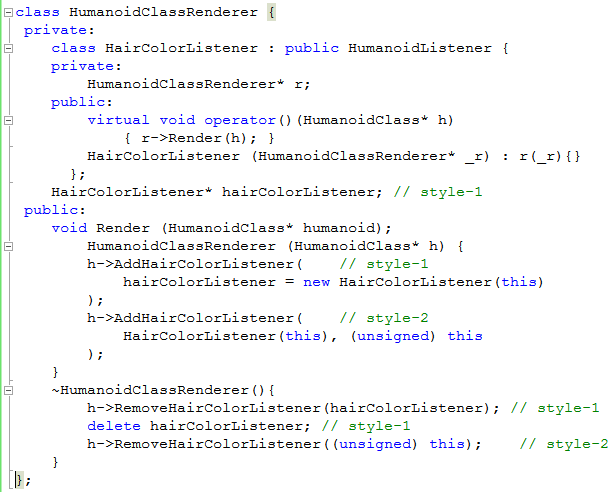 class HumanoidClassRenderer {
private:
class HairColorListener : public HumanoidListener {
private:
HumanoidClassRenderer* r;
public:
virtual void operator()(HumanoidClass* h)
{ r->Render(h); }
HairColorListener (HumanoidClassRenderer* _r) : r(_r){}
};
HairColorListener* hairColorListener; // style-1
public:
void Render (HumanoidClass* humanoid);
HumanoidClassRenderer (HumanoidClass* h) {
h->AddHairColorListener( // style-1
hairColorListener = new HairColorListener(this)
);
h->AddHairColorListener( // style-2
HairColorListener(this), (unsigned) this
);
}
~HumanoidClassRenderer(){
h->RemoveHairColorListener(hairColorListener); // style-1
delete hairColorListener; // style-1
h->RemoveHairColorListener((unsigned) this); // style-2
}
};